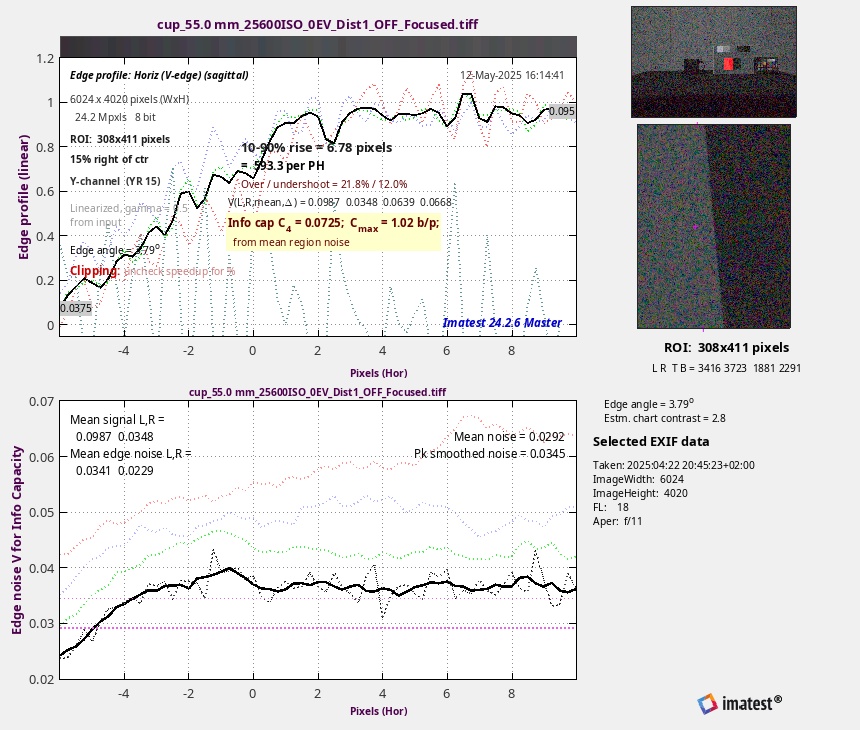 cup_55.0 mm_25600ISO_0EV_Dist1_OFF_Focused.tiff
Edge profile: Horiz (V-edge) (sagittal)
12-May-2025 16:14:41
6024 x 4020 pixels (WxH)
24.2 Mpxls 8 bit
ROI: 308x411 pixels
15% right of ctr
Y-channel (YR 15)
Linearized, gamma = 0.5
from input
Edge angle = 3.79°
Clipping: uncheck speedup for %
10-90% rise = 6.78 pixels
= 593.3 per PH
Over / undershoot = 21.8% / 12.0%
V(L,R,mean,Δ) = 0.0987 0.0348 0.0639 0.0668
Info cap C4 = 0.0725; Cmax = 1.02 b/p;
from mean region noise
0.095
0.0375
Imatest 24.2.6 Master
Edge profile (linear)
1.2
1
0.8
0.6
0.4
0.2
0
-4 -2 0 2 4 6 8
Pixels (Hor)
cup_55.0 mm_25600ISO_0EV_Dist1_OFF_Focused.tiff
Mean signal L,R =
0.0987 0.0348
Mean edge noise L,R =
0.0341 0.0229
Mean noise = 0.0292
Pk smoothed noise = 0.0345
Edge noise V for Info Capacity
0.07
0.06
0.05
0.04
0.03
0.02
-4 -2 0 2 4 6 8
Pixels (Hor)
ROI: 308x411 pixels
L R T B = 3416 3723 1881 2291
Edge angle = 3.79°
Estm. chart contrast = 2.8
Selected EXIF data
Taken: 2025:04:22 20:45:23+02:00
ImageWidth: 6024
ImageHeight: 4020
FL: 18
Aper: f/11
imatest®